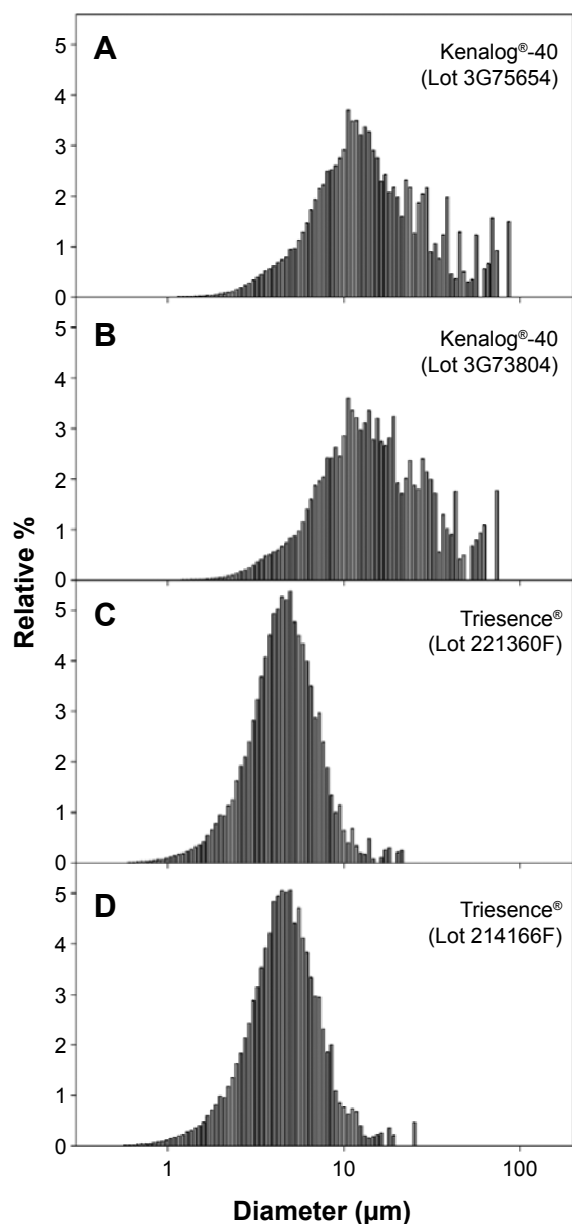 A
Kenalog®-40
(Lot 3G75654)
5
4
3
2
1
0
B
Kenalog®-40
(Lot 3G73804)
5
4
3
2
1
0
Relative %
C
Triesence®
(Lot 221360F)
5
4
3
2
1
0
D
Triesence®
(Lot 214166F)
5
4
3
2
1
0
1 10 100
Diameter (µm)